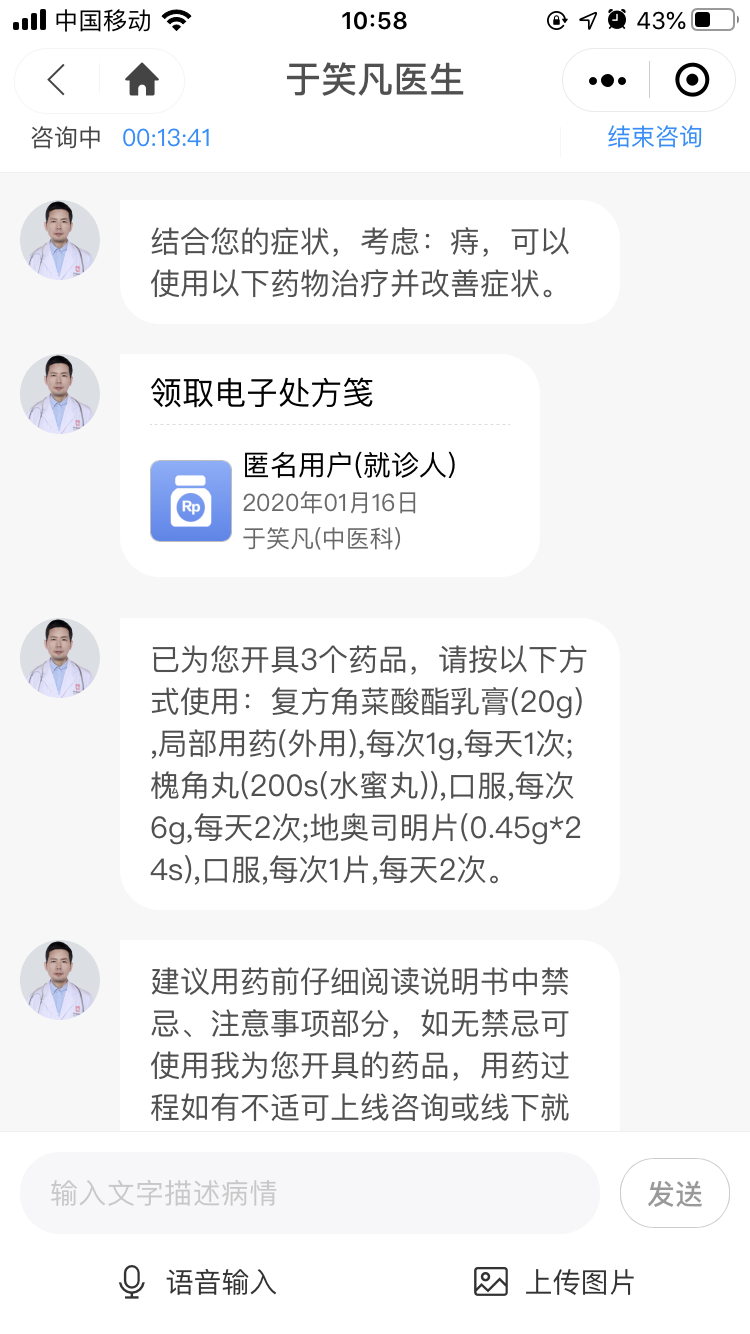 中国移动 10:58 43%
于笑凡医生
咨询中 00:13:41 结束咨询
结合您的症状，考虑：痔，可以
使用以下药物治疗并改善症状。
领取电子处方笺
Rp
匿名用户(就诊人)
2020年01月16日
于笑凡(中医科)
已为您开具3个药品，请按以下方
式使用：复方角菜酸酯乳膏(20g)
,局部用药(外用),每次1g,每天1次;
槐角丸(200s(水蜜丸)),口服,每次
6g,每天2次;地奥司明片(0.45g*2
4s),口服,每次1片,每天2次。
建议用药前仔细阅读说明书中禁
忌、注意事项部分，如无禁忌可
使用我为您开具的药品，用药过
程如有不适可上线咨询或线下就
输入文字描述病情 发送
语音输入 上传图片